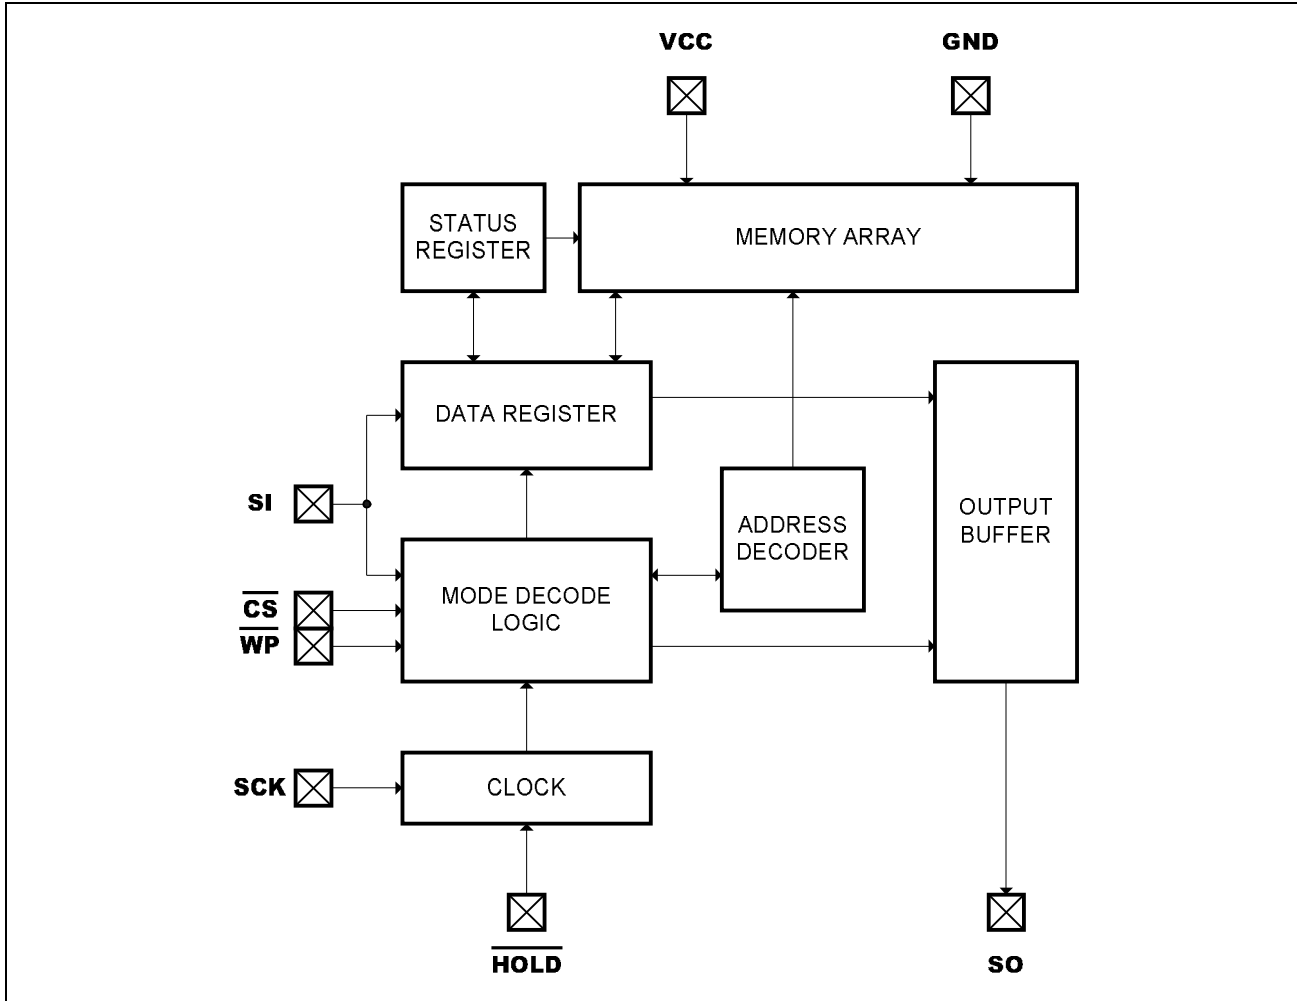 VCC
GND
STATUS
REGISTER
MEMORY ARRAY
DATA REGISTER
SI
ADDRESS
DECODER
OUTPUT
BUFFER
CS
MODE DECODE
LOGIC
WP
SCK
CLOCK
HOLD
SO